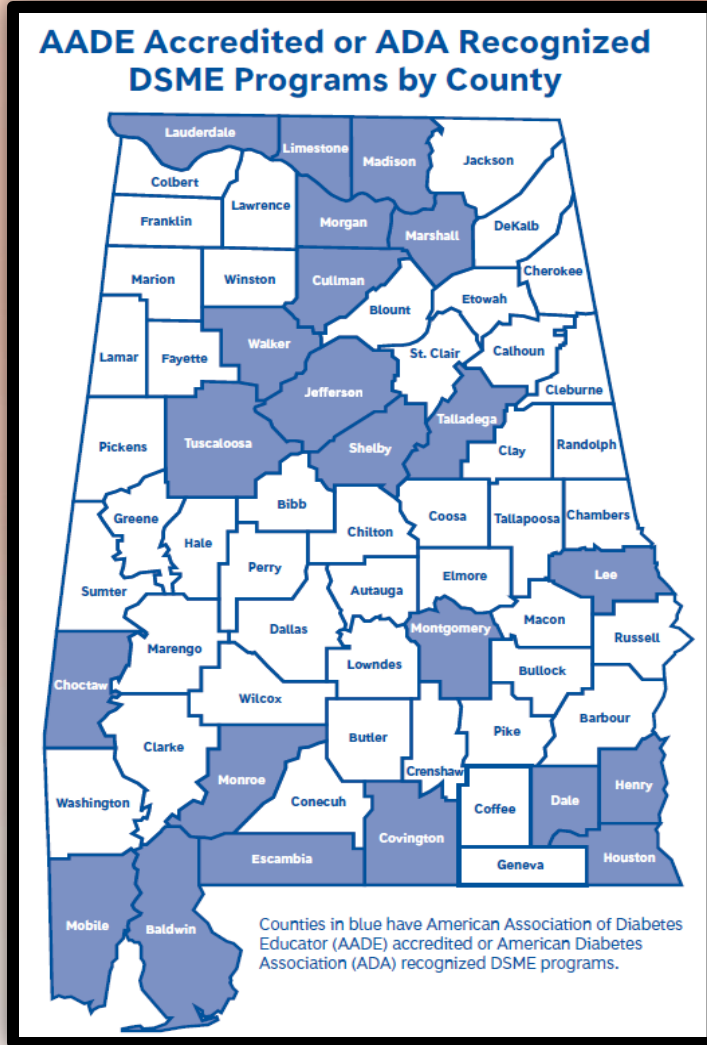 AADE Accredited or ADA Recognized
DSME Programs by County
Lauderdale
Limestone
Madison
Jackson
Colbert
Lawrence
Franklin
Morgan
Marshall
DeKalb
Cherokee
Marion
Winston
Cullman
Blount
Etowah
Lamar
Fayette
Walker
St. Clair
Calhoun
Cleburne
Jefferson
Talladega
Pickens
Tuscaloosa
Shelby
Clay
Randolph
Greene
Hale
Bibb
Chilton
Coosa
Tallapoosa
Chambers
Sumter
Perry
Autauga
Elmore
Lee
Marengo
Dallas
Montgomery
Macon
Russell
Choctaw
Lowndes
Bullock
Wilcox
Clarke
Butler
Crenshaw
Pike
Barbour
Washington
Monroe
Conecuh
Covington
Coffee
Dale
Henry
Escambia
Geneva
Houston
Mobile
Baldwin
Counties in blue have American Association of Diabetes
Educator (AADE) accredited or American Diabetes
Association (ADA) recognized DSME programs.